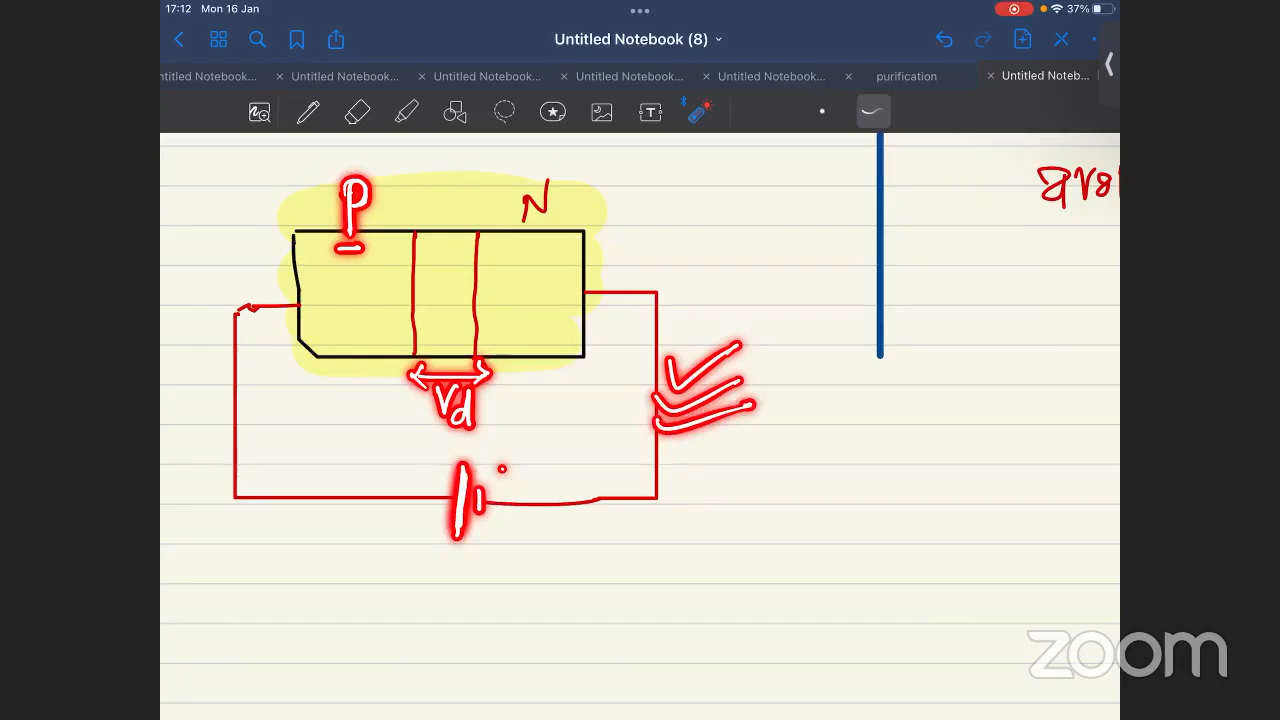 17:12 Mon 16 Jan
37%
Untitled Notebook (8)
ntitled Notebook... Untitled Notebook... Untitled Notebook... Untitled Notebook... Untitled Notebook... purification Untitled Noteb...
T
P
N
Vd
zoom